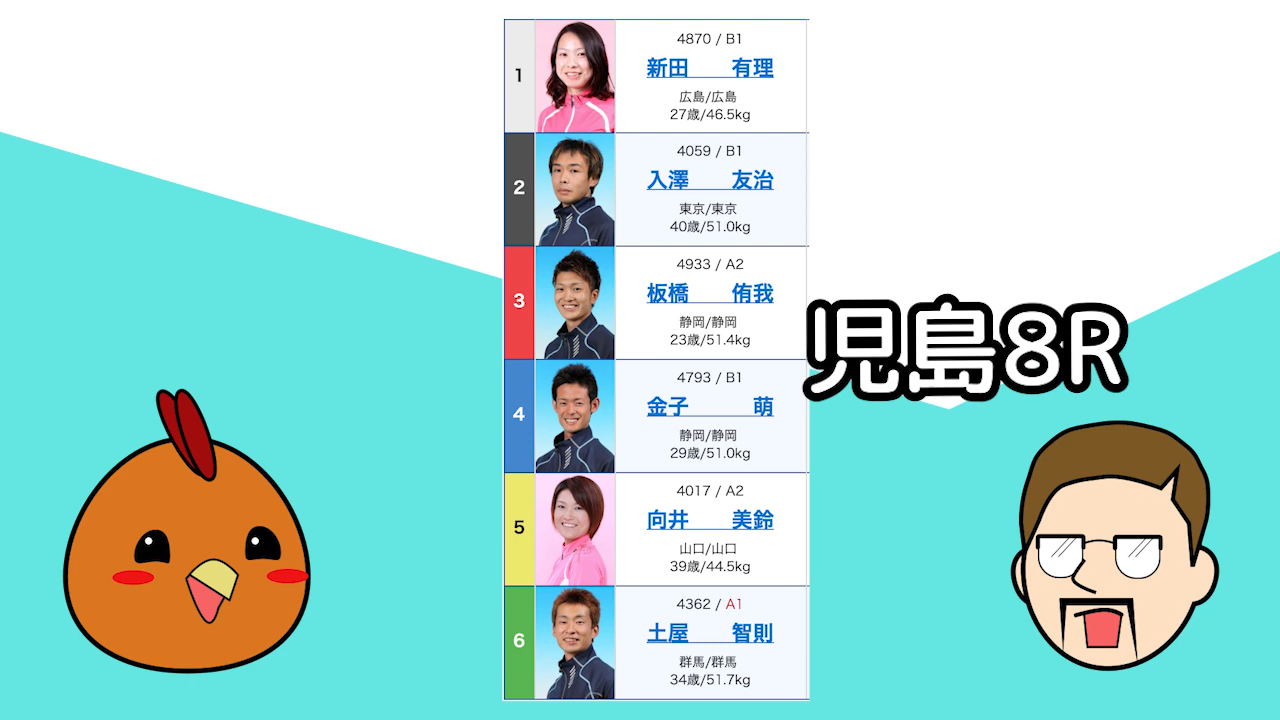 1
4870 / B1
新田 有理
広島/広島
27歳/46.5kg
2
4059 / B1
入澤 友治
東京/東京
40歳/51.0kg
3
4933 / A2
板橋 侑我
静岡/静岡
23歳/51.4kg
4
4793 / B1
金子 萌
静岡/静岡
29歳/51.0kg
5
4017 / A2
向井 美鈴
山口/山口
39歳/44.5kg
6
4362 / A1
土屋 智則
群馬/群馬
34歳/51.7kg
児島8R